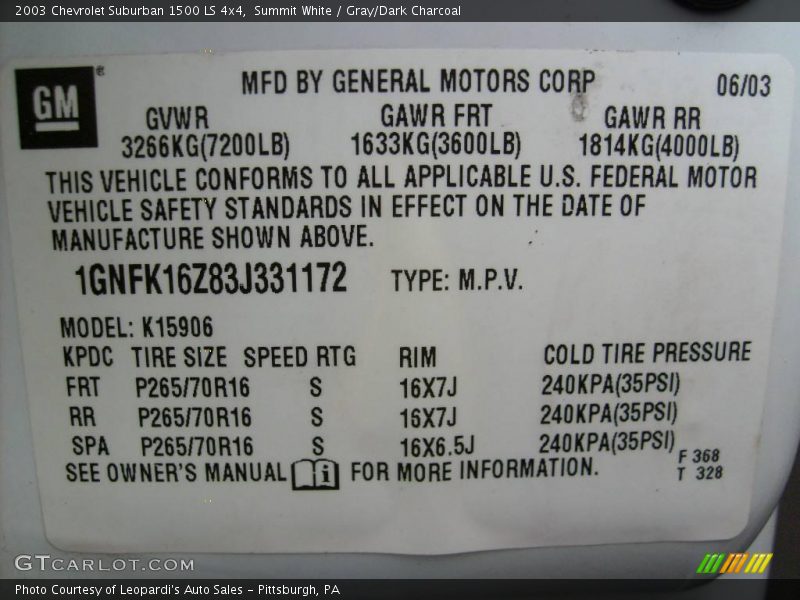 2003 Chevrolet Suburban 1500 LS 4x4, Summit White / Gray/Dark Charcoal
GM ®
MFD BY GENERAL MOTORS CORP 06/03
GVWR GAWR FRT GAWR RR
3266KG(7200LB) 1633KG(3600LB) 1814KG(4000LB)
THIS VEHICLE CONFORMS TO ALL APPLICABLE U.S. FEDERAL MOTOR
VEHICLE SAFETY STANDARDS IN EFFECT ON THE DATE OF
MANUFACTURE SHOWN ABOVE.
1GNFK16Z83J331172 TYPE: M.P.V.
MODEL: K15906
KPDC TIRE SIZE SPEED RTG RIM COLD TIRE PRESSURE
FRT P265/70R16 S 16X7J 240KPA(35PSI)
RR P265/70R16 S 16X7J 240KPA(35PSI)
SPA P265/70R16 S 16X6.5J 240KPA(35PSI)
SEE OWNER'S MANUAL i FOR MORE INFORMATION.
F 368
T 328
GTCARLOT.COM
Photo Courtesy of Leopardi's Auto Sales - Pittsburgh, PA